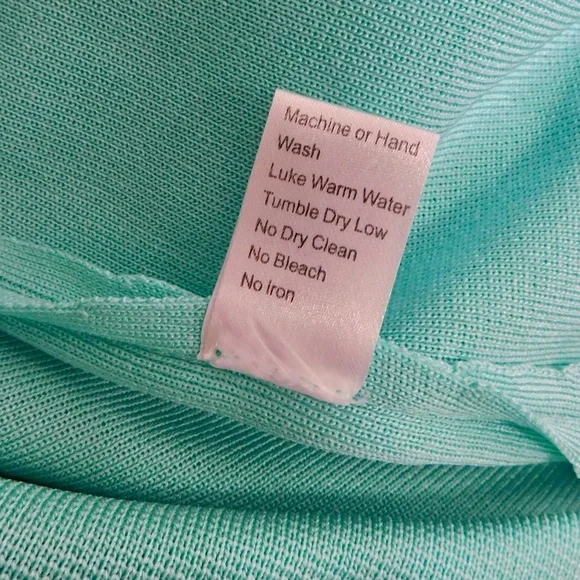 Machine or Hand
Wash
Luke Warm Water
Tumble Dry Low
No Dry Clean
No Bleach
No Iron